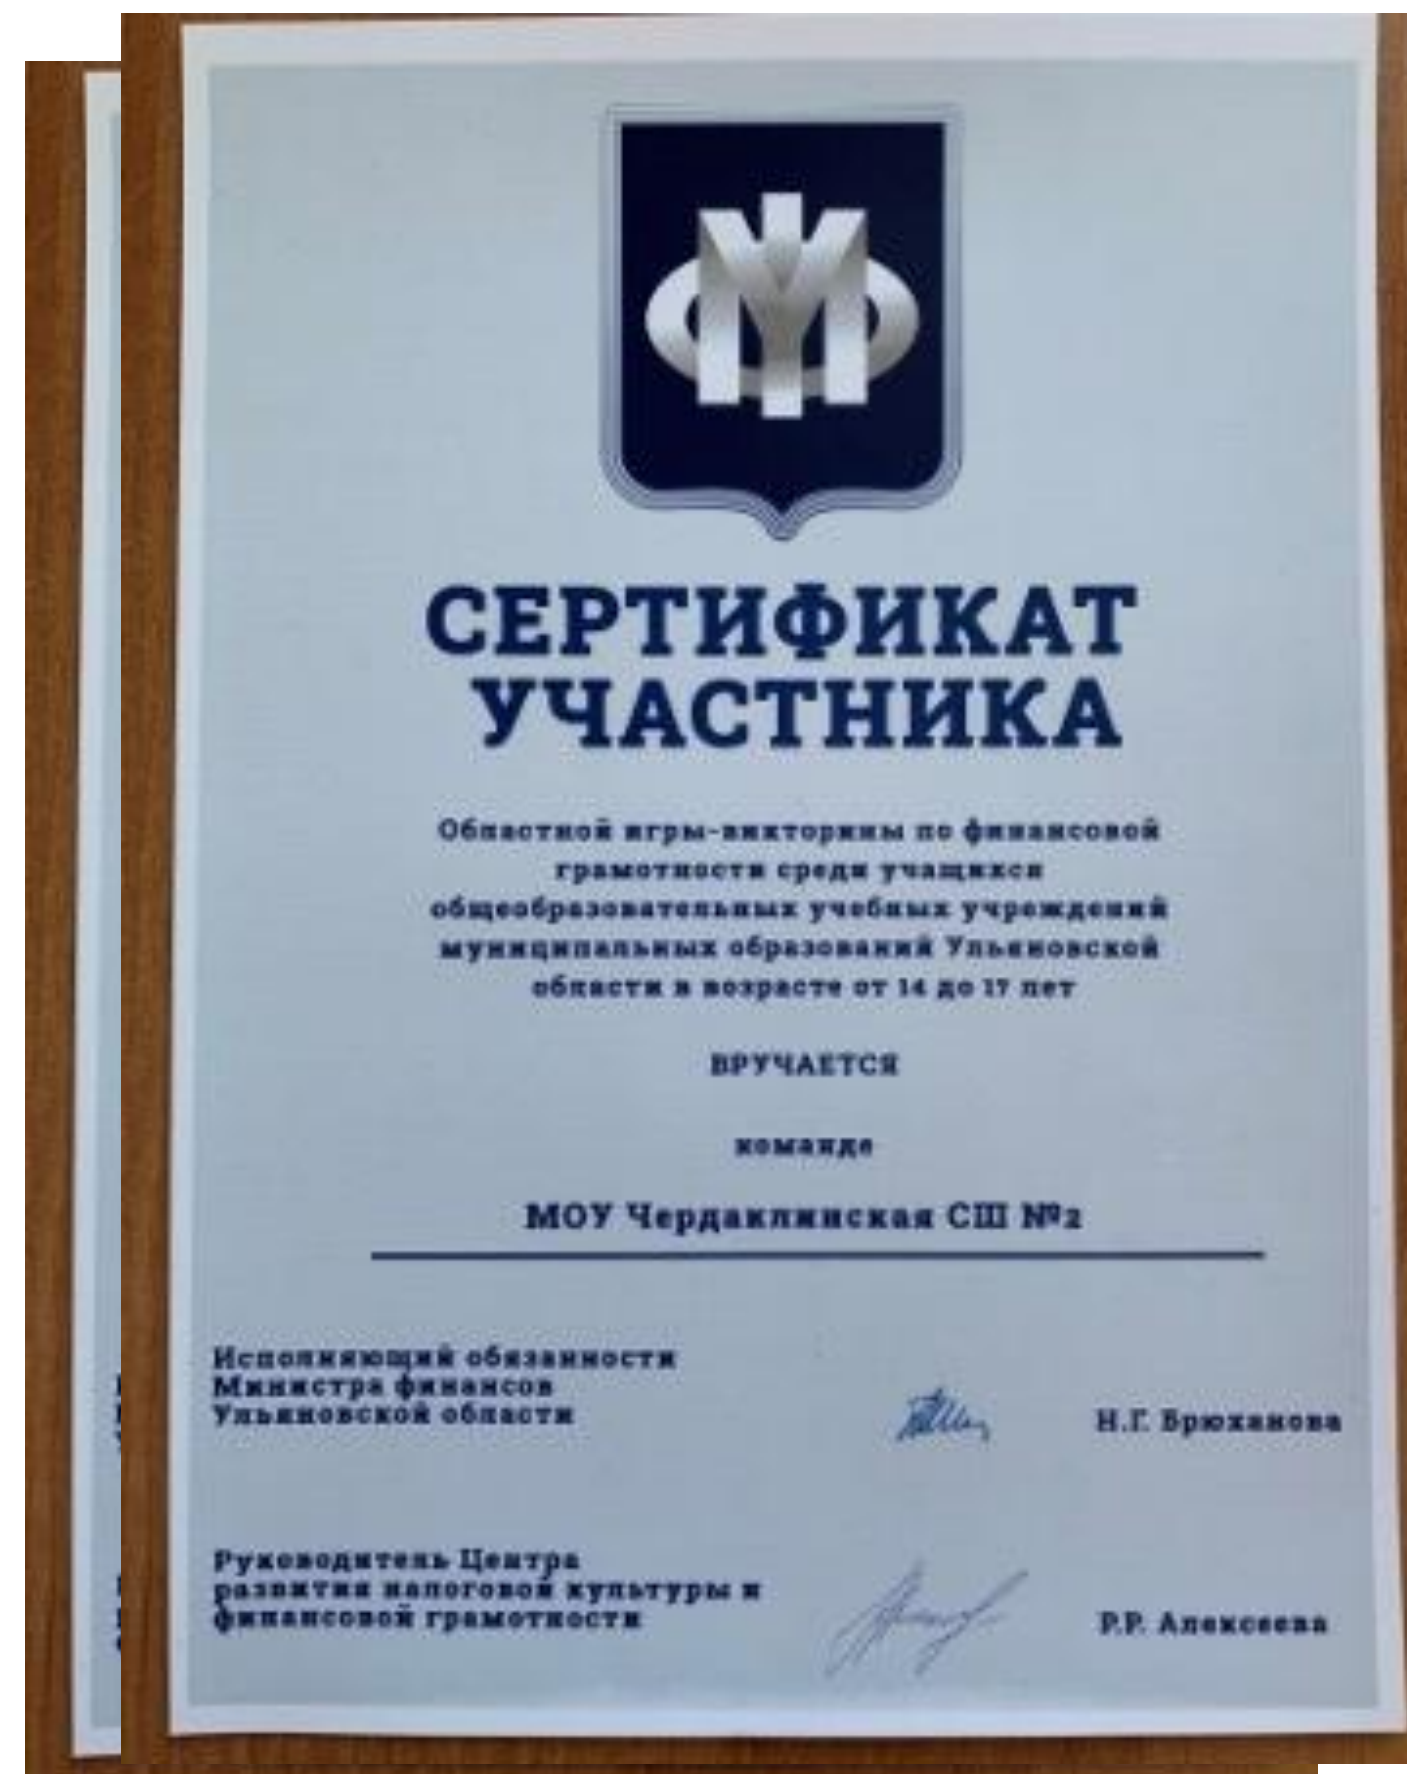 СЕРТИФИКАТ
УЧАСТНИКА
Областной игры-викторины по финансовой
грамотности среди учащихся
общеобразовательных учебных учреждений
муниципальных образований Ульяновской
области в возрасте от 14 до 17 лет
ВРУЧАЕТСЯ
команде
МОУ Чердаклинская СШ №2
Исполняющий обязанности
Министра финансов
Ульяновской области
Н.Г. Брюханова
Руководитель Центра
развития налоговой культуры и
финансовой грамотности
Р.Р. Алексеева